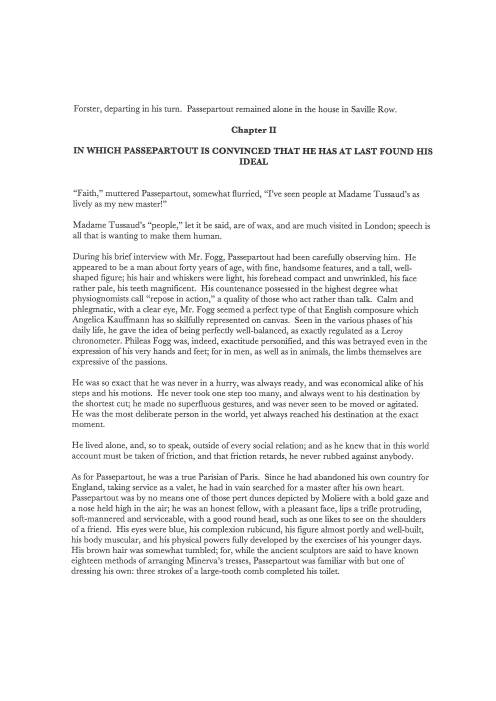 Forster, departing in his turn.  Passepartout remained alone in the house in Saville Row.
Chapter II
IN WHICH PASSEPARTOUT IS CONVINCED THAT HE HAS AT LAST FOUND HIS
IDEAL
“Faith,” muttered Passepartout, somewhat flurried, “I've seen people at Madame Tussaud's as
lively as my new master!”
Madame Tussaud's “people,” let it be said, are of wax, and are much visited in London; speech is
all that is wanting to make them human.
During his brief interview with Mr. Fogg, Passepartout had been carefully observing him.  He
appeared to be a man about forty years of age, with fine, handsome features, and a tall, well-
shaped figure; his hair and whiskers were light, his forehead compact and unwrinkled, his face
rather pale, his teeth magnificent.  His countenance possessed in the highest degree what
physiognomists call “repose in action,” a quality of those who act rather than talk.  Calm and
phlegmatic, with a clear eye, Mr. Fogg seemed a perfect type of that English composure which
Angelica Kauffmann has so skilfully represented on canvas.  Seen in the various phases of his
daily life, he gave the idea of being perfectly well-balanced, as exactly regulated as a Leroy
chronometer.  Phileas Fogg was, indeed, exactitude personified, and this was betrayed even in the
expression of his very hands and feet; for in men, as well as in animals, the limbs themselves are
expressive of the passions.
He was so exact that he was never in a hurry, was always ready, and was economical alike of his
steps and his motions.  He never took one step too many, and always went to his destination by
the shortest cut; he made no superfluous gestures, and was never seen to be moved or agitated.
He was the most deliberate person in the world, yet always reached his destination at the exact
moment.
He lived alone, and, so to speak, outside of every social relation; and as he knew that in this world
account must be taken of friction, and that friction retards, he never rubbed against anybody.
As for Passepartout, he was a true Parisian of Paris.  Since he had abandoned his own country for
England, taking service as a valet, he had in vain searched for a master after his own heart.
Passepartout was by no means one of those pert dunces depicted by Moliere with a bold gaze and
a nose held high in the air; he was an honest fellow, with a pleasant face, lips a trifle protruding,
soft-mannered and serviceable, with a good round head, such as one likes to see on the shoulders
of a friend.  His eyes were blue, his complexion rubicund, his figure almost portly and well-built,
his body muscular, and his physical powers fully developed by the exercises of his younger days.
His brown hair was somewhat tumbled; for, while the ancient sculptors are said to have known
eighteen methods of arranging Minerva's tresses, Passepartout was familiar with but one of
dressing his own: three strokes of a large-tooth comb completed his toilet.